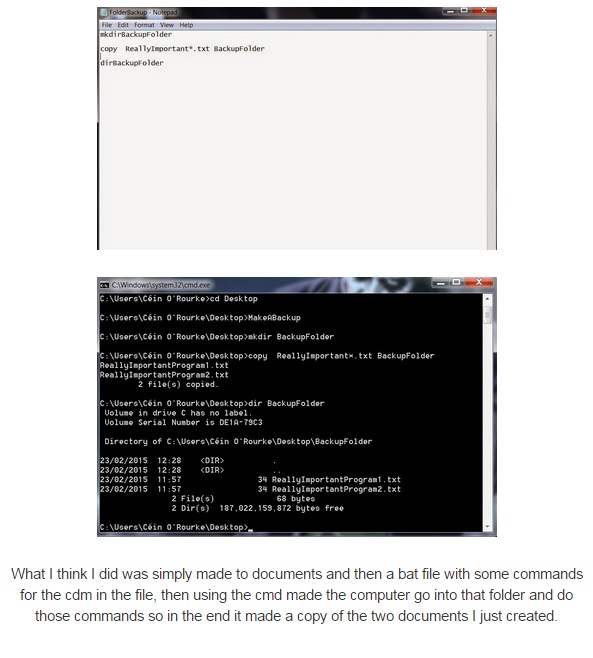 FolderBackup - Notepad
File Edit Format View Help
mkdirBackupFolder
copy  ReallyImportant*.txt BackupFolder
dirBackupFolder
C:\Windows\system32\cmd.exe
C:\Users\Céin O'Rourke>cd Desktop
C:\Users\Céin O'Rourke\Desktop>MakeABackup
C:\Users\Céin O'Rourke\Desktop>mkdir BackupFolder
C:\Users\Céin O'Rourke\Desktop>copy  ReallyImportant*.txt BackupFolder
ReallyImportantProgram1.txt
ReallyImportantProgram2.txt
2 file(s) copied.
C:\Users\Céin O'Rourke\Desktop>dir BackupFolder
Volume in drive C has no label.
Volume Serial Number is DE1A-79C3
Directory of C:\Users\Céin O'Rourke\Desktop\BackupFolder
23/02/2015  12:28    <DIR>          .
23/02/2015  12:28    <DIR>          ..
23/02/2015  11:57                34 ReallyImportantProgram1.txt
23/02/2015  11:57                34 ReallyImportantProgram2.txt
2 File(s)             68 bytes
2 Dir(s)  187,022,159,872 bytes free
C:\Users\Céin O'Rourke\Desktop>_
What I think I did was simply made to documents and then a bat file with some commands
for the cdm in the file, then using the cmd made the computer go into that folder and do
those commands so in the end it made a copy of the two documents I just created.